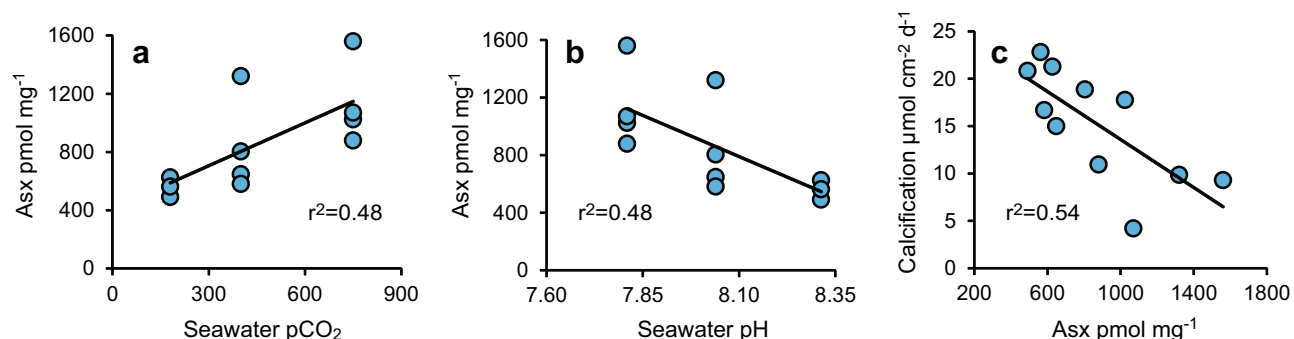 a
Asx pmol mg⁻¹
1600
1200
800
400
0
r²=0.48
0 300 600 900
Seawater pCO₂
b
Asx pmol mg⁻¹
1600
1200
800
400
0
r²=0.48
7.60 7.85 8.10 8.35
Seawater pH
c
Calcification µmol cm⁻² d⁻¹
25
20
15
10
5
0
r²=0.54
200 600 1000 1400 1800
Asx pmol mg⁻¹